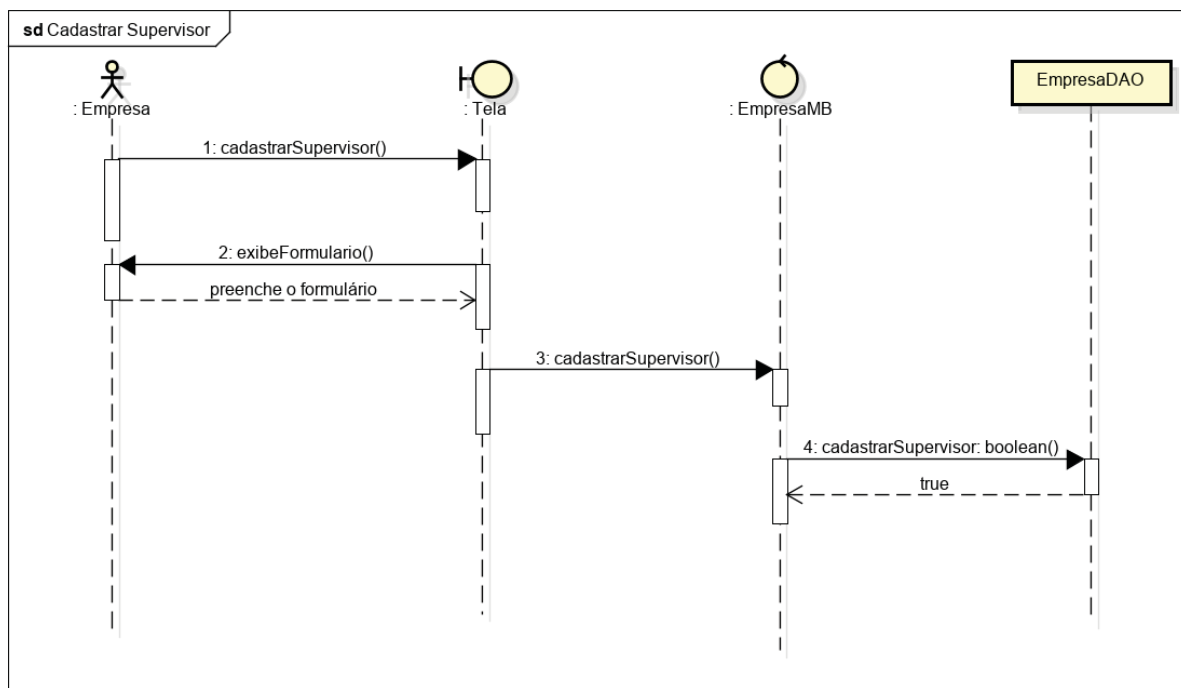 sd Cadastrar Supervisor
: Empresa
: Tela
: EmpresaMB
EmpresaDAO
1: cadastrarSupervisor()
2: exibeFormulario()
preenche o formulário
3: cadastrarSupervisor()
4: cadastrarSupervisor: boolean()
true